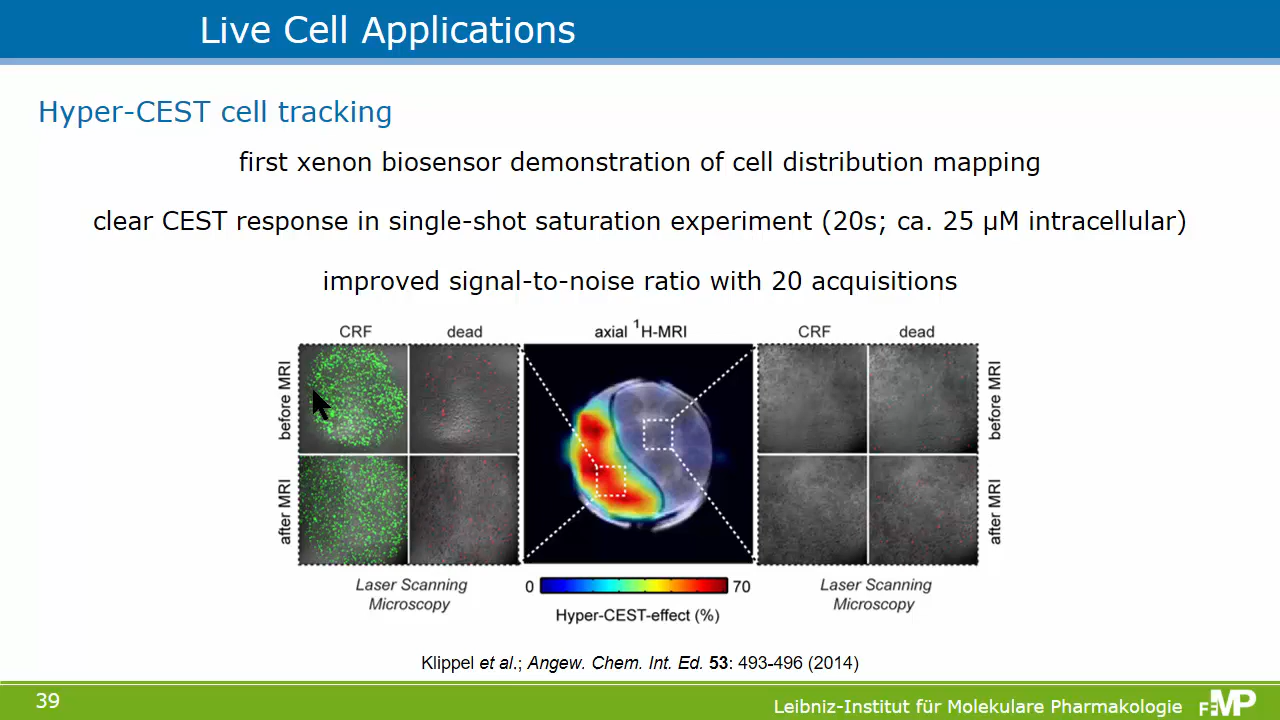 Live Cell Applications
Hyper-CEST cell tracking
first xenon biosensor demonstration of cell distribution mapping
clear CEST response in single-shot saturation experiment (20s; ca. 25 µM intracellular)
improved signal-to-noise ratio with 20 acquisitions
CRF dead axial ¹H-MRI CRF dead
before MRI before MRI
after MRI after MRI
Laser Scanning 0 70 Laser Scanning
Microscopy Hyper-CEST-effect (%) Microscopy
Klippel et al.; Angew. Chem. Int. Ed. 53: 493-496 (2014)
39 Leibniz-Institut für Molekulare Pharmakologie FMP